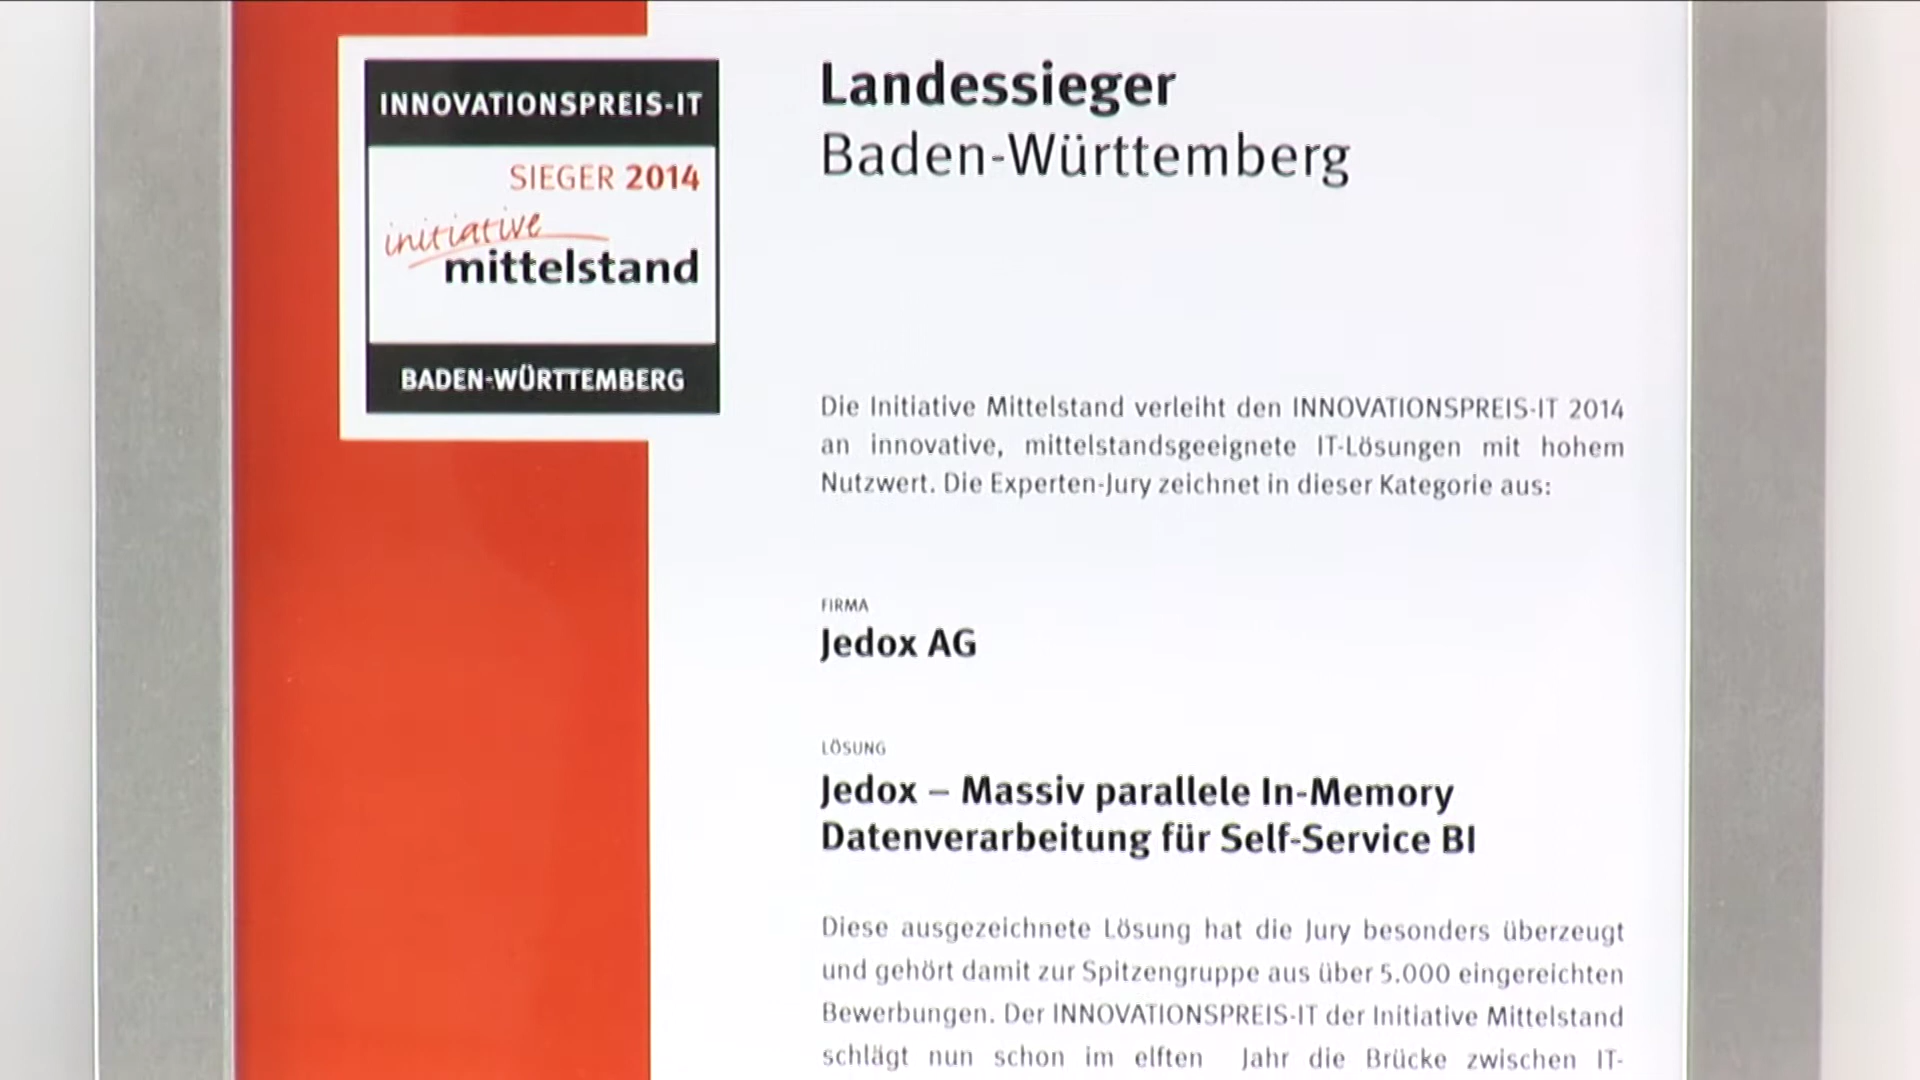 INNOVATIONSPREIS-IT
SIEGER 2014
initiative
mittelstand
BADEN-WÜRTTEMBERG
Landessieger
Baden-Württemberg
Die Initiative Mittelstand verleiht den INNOVATIONSPREIS-IT 2014
an innovative, mittelstandsgeeignete IT-Lösungen mit hohem
Nutzwert. Die Experten-Jury zeichnet in dieser Kategorie aus:
FIRMA
Jedox AG
LÖSUNG
Jedox – Massiv parallele In-Memory
Datenverarbeitung für Self-Service BI
Diese ausgezeichnete Lösung hat die Jury besonders überzeugt
und gehört damit zur Spitzengruppe aus über 5.000 eingereichten
Bewerbungen. Der INNOVATIONSPREIS-IT der Initiative Mittelstand
schlägt nun schon im elften Jahr die Brücke zwischen IT-